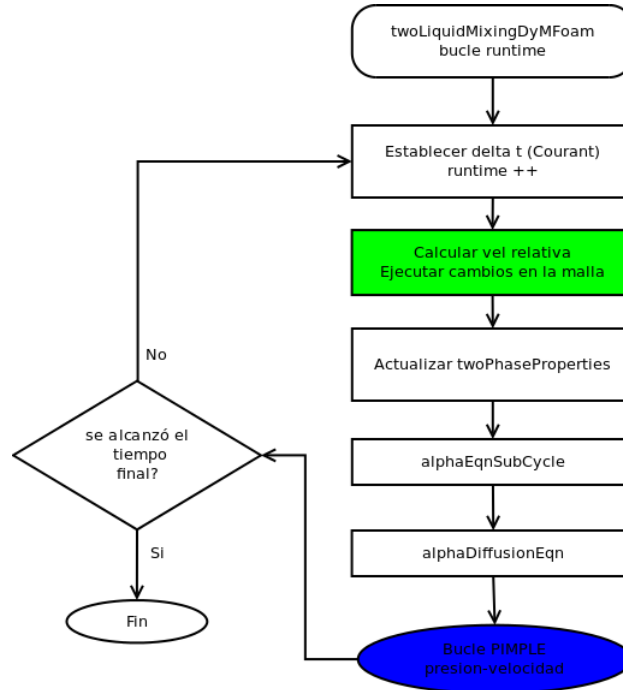 twoLiquidMixingDyMFoam
bucle runtime
Establecer delta t (Courant)
runtime ++
Calcular vel relativa
Ejecutar cambios en la malla
Actualizar twoPhaseProperties
alphaEqnSubCycle
alphaDiffusionEqn
Bucle PIMPLE
presion-velocidad
No
se alcanzó el
tiempo
final?
Si
Fin